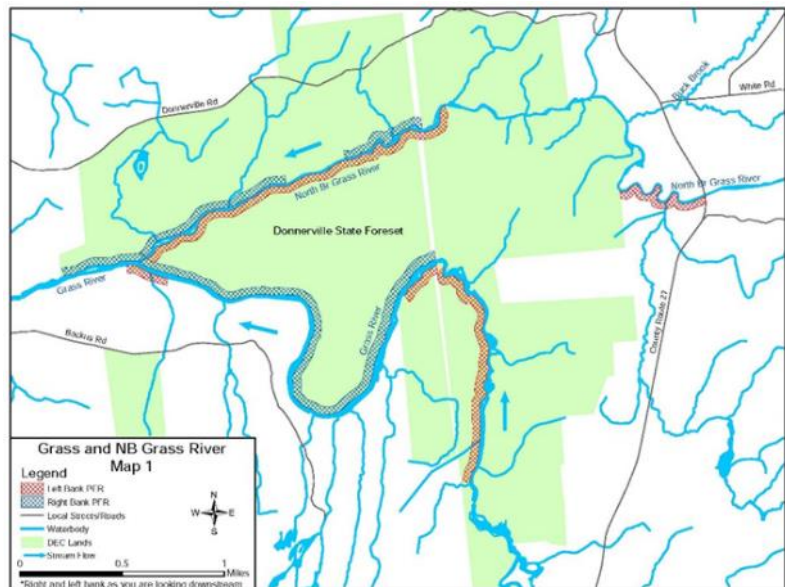 Donnerville Rd
Buck Brook
White Rd
North Br Grass River
North Br Grass River
Donnerville State Foreset
Grass River
Grass River
Backus Rd
County Route 27
Grass and NB Grass River
Map 1
Legend
Left Bank PFR
Right Bank PFR
Local Streets/Roads
Waterbody
DEC Lands
Stream Flow
N
W E
S
0 0.5 1
Miles
*Right and left bank as you are looking downstream